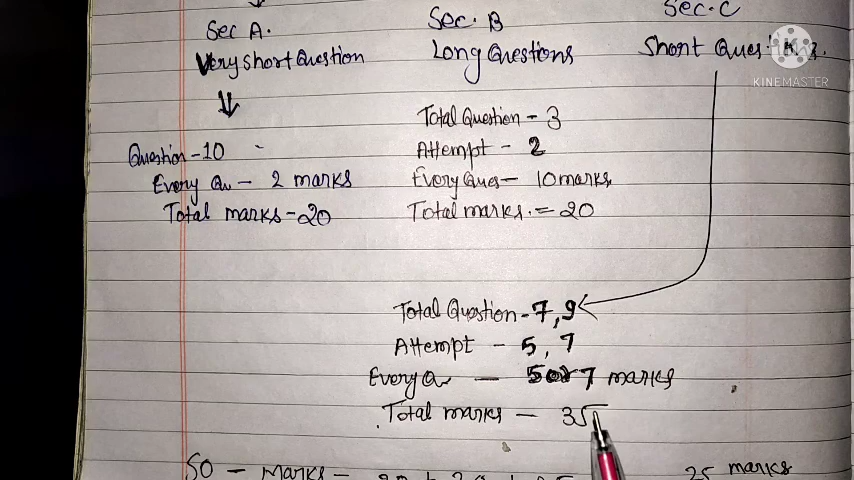 Sec A.
Sec. B
Sec. C
Very short Question
Long Questions
Short Ques
KINEMASTER
Total Question - 3
Question - 10
Attempt - 2
Every Qu - 2 marks
Every Ques - 10 marks
Total marks - 20
Total marks. = 20
Total Question - 7, 9
Attempt - 5, 7
Every Q - 5 or 7 marks
Total marks - 35
50 - Marks -
25 marks